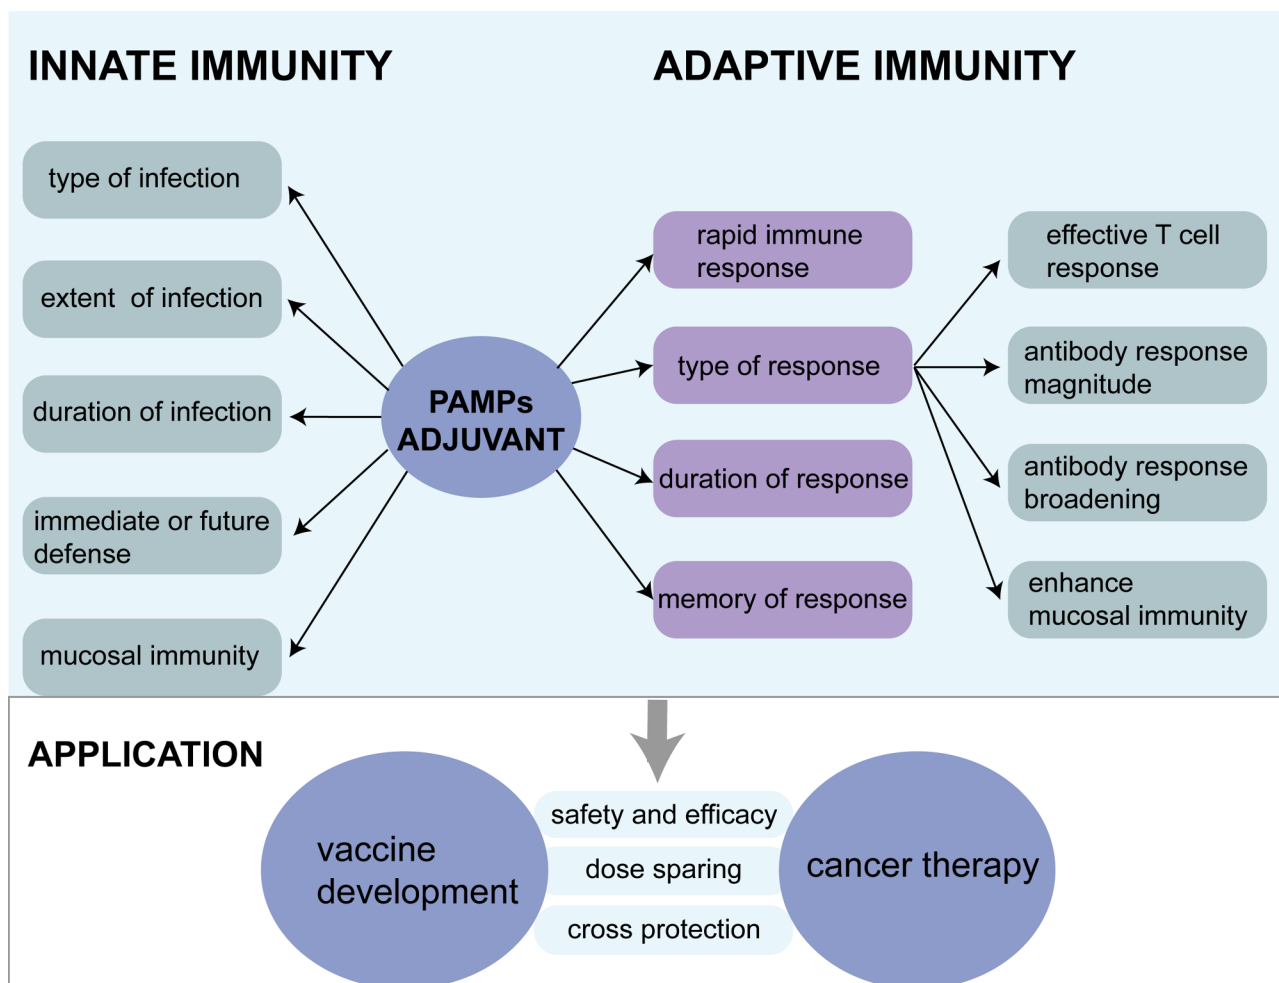 INNATE IMMUNITY
ADAPTIVE IMMUNITY
type of infection
extent of infection
duration of infection
immediate or future
defense
mucosal immunity
PAMPs
ADJUVANT
rapid immune
response
type of response
duration of response
memory of response
effective T cell
response
antibody response
magnitude
antibody response
broadening
enhance
mucosal immunity
APPLICATION
vaccine
development
safety and efficacy
dose sparing
cross protection
cancer therapy